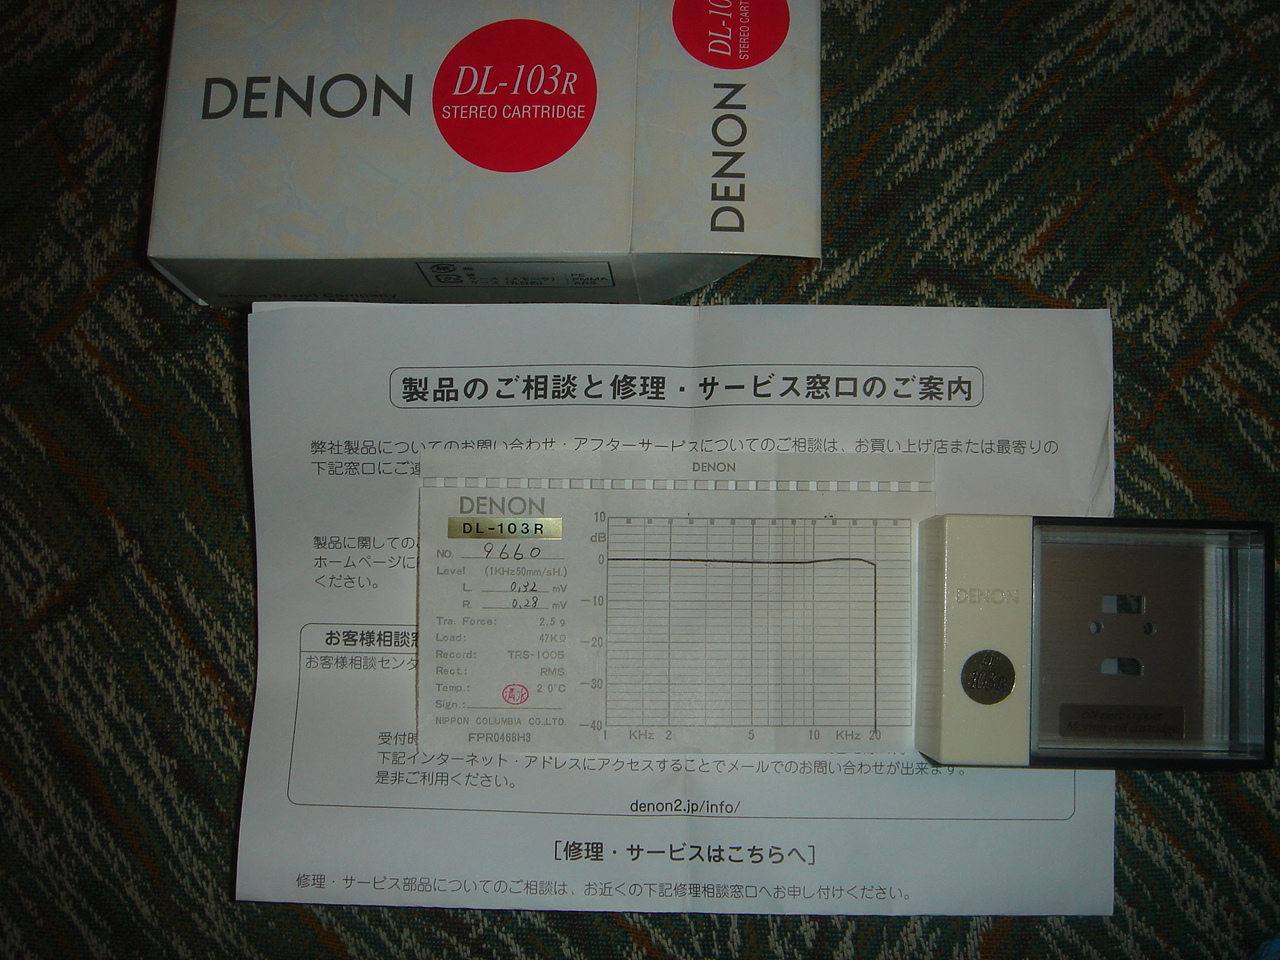 DENON
DL-103R
STEREO CARTRIDGE
DL-10
STEREO CART
DENON
製品のご相談と修理・サービス窓口のご案内
弊社製品についてのお問い合わせ・アフターサービスについてのご相談は、お買い上げ店または最寄りの
下記窓口にご連
製品に関しての
ホームページに
ください。
お客様相談窓
お客様相談センタ
受付時
下記インターネット・アドレスにアクセスすることでメールでのお問い合わせが出来ます。
是非ご利用ください。
denon2.jp/info/
[修理・サービスはこちらへ]
修理・サービス部品についてのご相談は、お近くの下記修理相談窓口へお申し付けください。
DENON
DENON
DL-103R
NO. 9660
Level (1KHz50mm/sH.)
L. 0.32 mV
R. 0.28 mV
Tra. Force: 2.5 g
Load: 47KΩ
Record: TRS-1005
Rect.: RMS
Temp.: 20°C
Sign.: 清水
NIPPON COLUMBIA CO.,LTD.
FPR0468H3
10
dB
0
-10
-20
-30
-40
1 KHz 2 5 10 KHz 20
DENON
103R